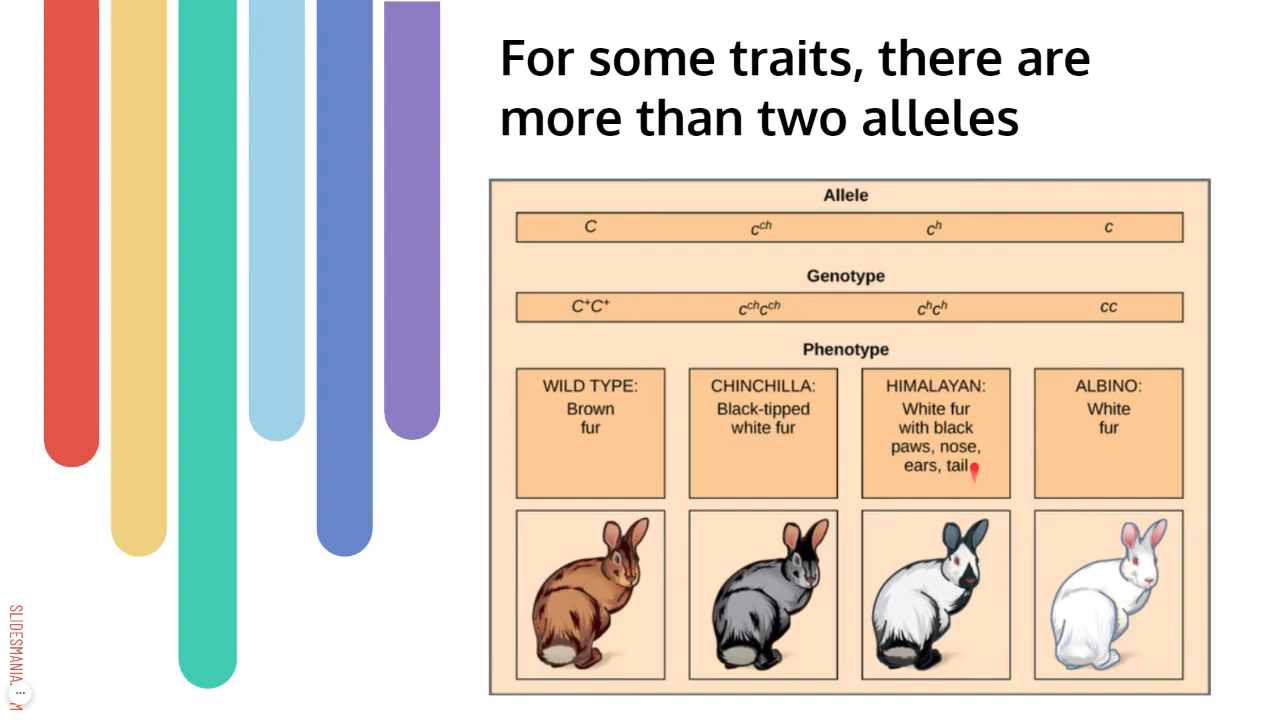 For some traits, there are
more than two alleles
Allele
C c^ch c^h c
Genotype
C⁺C⁺ c^chc^ch c^hc^h cc
Phenotype
WILD TYPE:
Brown
fur
CHINCHILLA:
Black-tipped
white fur
HIMALAYAN:
White fur
with black
paws, nose,
ears, tail
ALBINO:
White
fur
SLIDESMANIA.